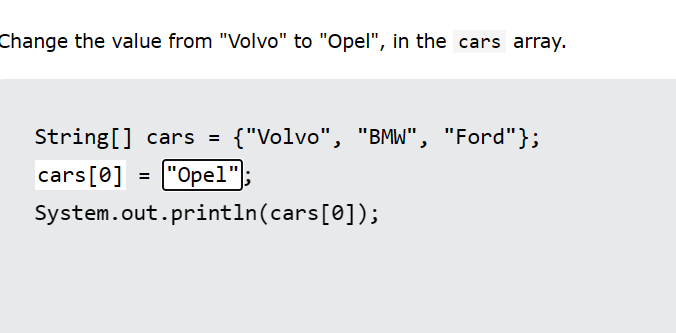 Change the value from "Volvo" to "Opel", in the cars array.
String[] cars = {"Volvo", "BMW", "Ford"};
cars[0] = "Opel";
System.out.println(cars[0]);